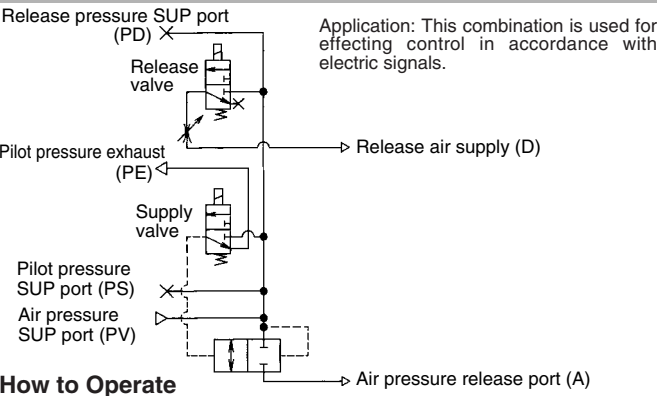 Release pressure SUP port
(PD)
Application: This combination is used for
effecting control in accordance with
electric signals.
Release
valve
Release air supply (D)
Pilot pressure exhaust
(PE)
Supply
valve
Pilot pressure
SUP port (PS)
Air pressure
SUP port (PV)
Air pressure release port (A)
How to Operate